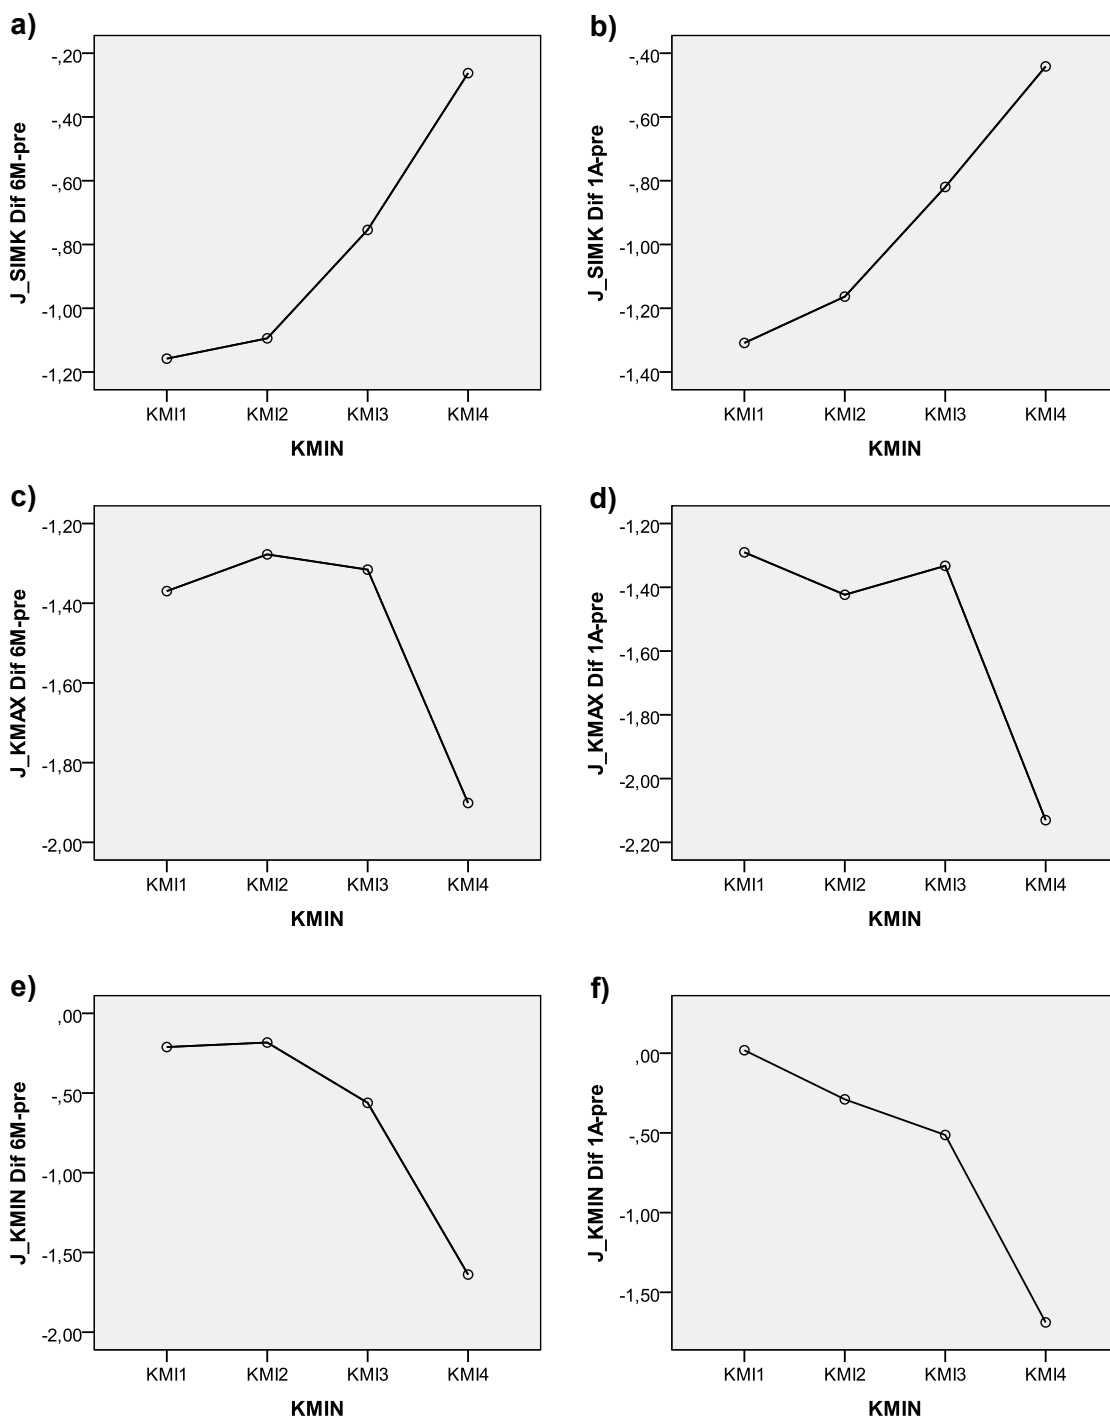 a)
J_SIMK Dif 6M-pre
-,20
-,40
-,60
-,80
-1,00
-1,20
KMI1 KMI2 KMI3 KMI4
KMIN
b)
J_SIMK Dif 1A-pre
-,40
-,60
-,80
-1,00
-1,20
-1,40
KMI1 KMI2 KMI3 KMI4
KMIN
c)
J_KMAX Dif 6M-pre
-1,20
-1,40
-1,60
-1,80
-2,00
KMI1 KMI2 KMI3 KMI4
KMIN
d)
J_KMAX Dif 1A-pre
-1,20
-1,40
-1,60
-1,80
-2,00
-2,20
KMI1 KMI2 KMI3 KMI4
KMIN
e)
J_KMIN Dif 6M-pre
,00
-,50
-1,00
-1,50
-2,00
KMI1 KMI2 KMI3 KMI4
KMIN
f)
J_KMIN Dif 1A-pre
,00
-,50
-1,00
-1,50
KMI1 KMI2 KMI3 KMI4
KMIN